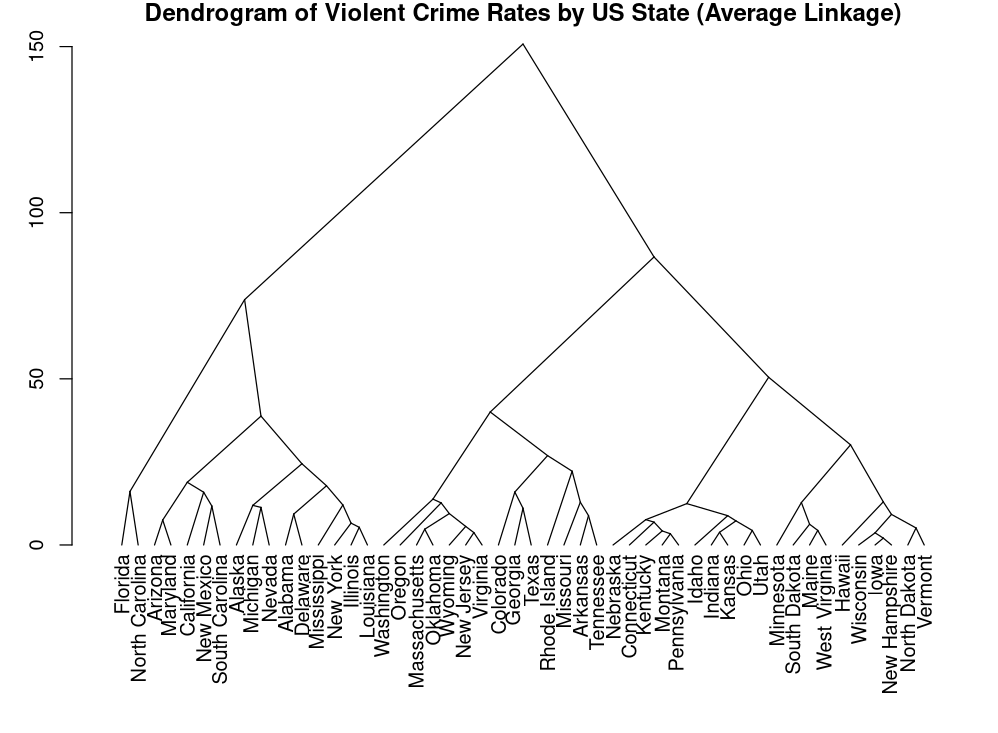 Dendrogram of Violent Crime Rates by US State (Average Linkage)
150
100
50
0
Florida
North Carolina
Arizona
Maryland
California
New Mexico
South Carolina
Alaska
Michigan
Nevada
Alabama
Delaware
Mississippi
New York
Illinois
Louisiana
Washington
Oregon
Massachusetts
Oklahoma
Wyoming
New Jersey
Virginia
Colorado
Georgia
Texas
Rhode Island
Missouri
Arkansas
Tennessee
Nebraska
Connecticut
Kentucky
Montana
Pennsylvania
Idaho
Indiana
Kansas
Ohio
Utah
Minnesota
South Dakota
Maine
West Virginia
Hawaii
Wisconsin
Iowa
New Hampshire
North Dakota
Vermont